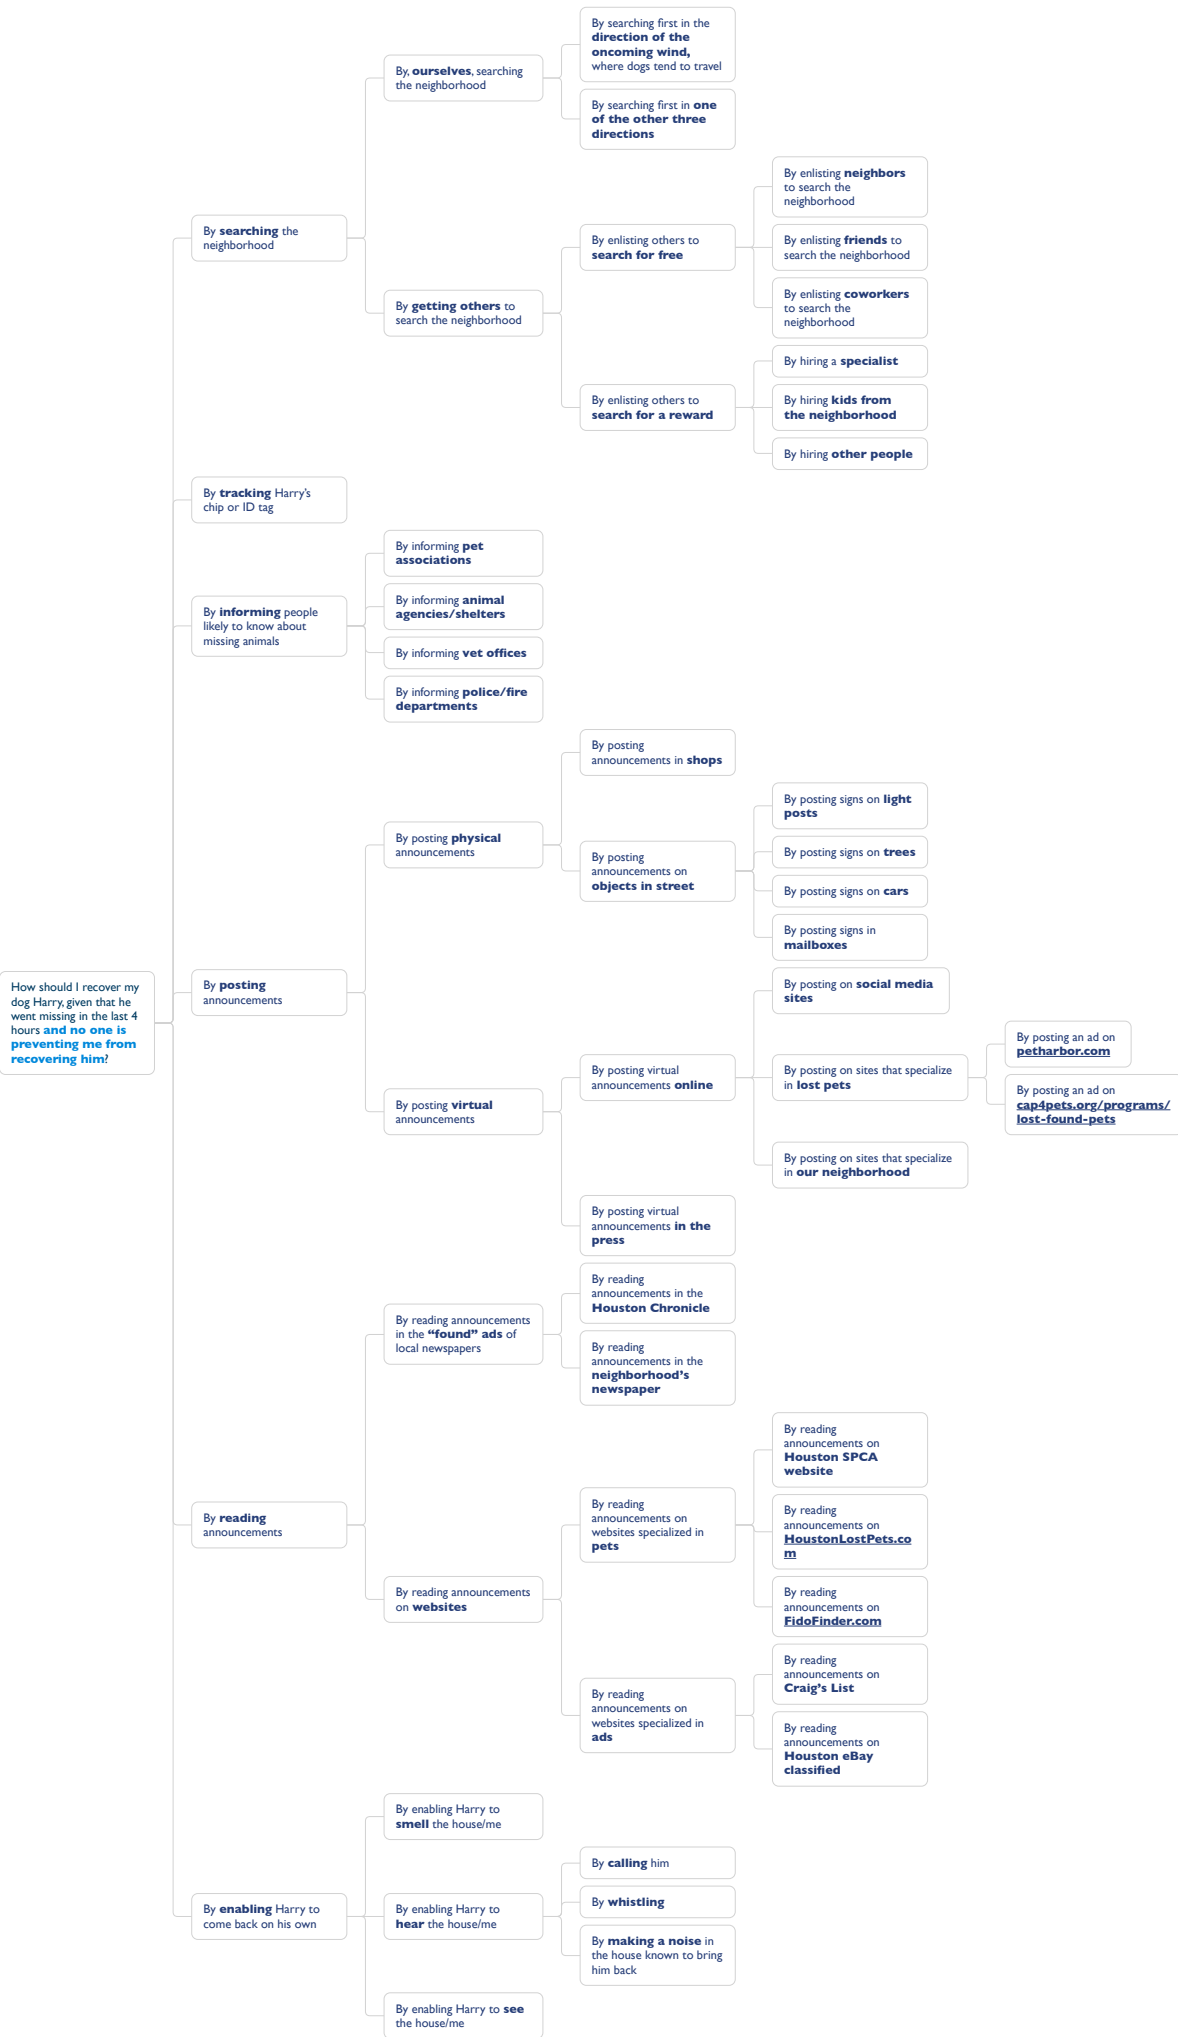 How should I recover my
dog Harry, given that he
went missing in the last 4
hours and no one is
preventing me from
recovering him?
By searching the
neighborhood
By, ourselves, searching
the neighborhood
By searching first in the
direction of the
oncoming wind,
where dogs tend to travel
By searching first in one
of the other three
directions
By getting others to
search the neighborhood
By enlisting others to
search for free
By enlisting neighbors
to search the
neighborhood
By enlisting friends to
search the neighborhood
By enlisting coworkers
to search the
neighborhood
By enlisting others to
search for a reward
By hiring a specialist
By hiring kids from
the neighborhood
By hiring other people
By tracking Harry's
chip or ID tag
By informing people
likely to know about
missing animals
By informing pet
associations
By informing animal
agencies/shelters
By informing vet offices
By informing police/fire
departments
By posting
announcements
By posting physical
announcements
By posting
announcements in shops
By posting
announcements on
objects in street
By posting signs on light
posts
By posting signs on trees
By posting signs on cars
By posting signs in
mailboxes
By posting virtual
announcements
By posting virtual
announcements online
By posting on social media
sites
By posting on sites that specialize
in lost pets
By posting an ad on
petharbor.com
By posting an ad on
cap4pets.org/programs/
lost-found-pets
By posting on sites that specialize
in our neighborhood
By posting virtual
announcements in the
press
By reading
announcements
By reading announcements
in the “found” ads of
local newspapers
By reading
announcements in the
Houston Chronicle
By reading
announcements in the
neighborhood's
newspaper
By reading announcements
on websites
By reading
announcements on
websites specialized in
pets
By reading
announcements on
Houston SPCA
website
By reading
announcements on
HoustonLostPets.co
m
By reading
announcements on
FidoFinder.com
By reading
announcements on
websites specialized in
ads
By reading
announcements on
Craig's List
By reading
announcements on
Houston eBay
classified
By enabling Harry to
come back on his own
By enabling Harry to
smell the house/me
By enabling Harry to
hear the house/me
By calling him
By whistling
By making a noise in
the house known to bring
him back
By enabling Harry to see
the house/me